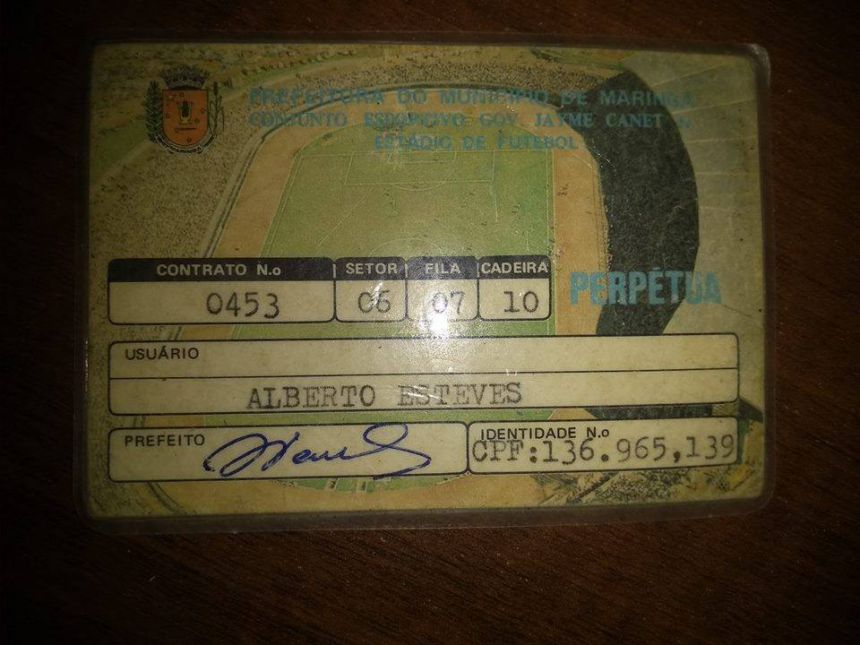 PREFEITURA DO MUNICÍPIO DE MARINGÁ
CONJUNTO ESPORTIVO GOV. JAYME CANET Jr.
ESTÁDIO DE FUTEBOL
CONTRATO N.o SETOR FILA CADEIRA
0453 06 07 10
PERPÉTUA
USUÁRIO
ALBERTO ESTEVES
PREFEITO
IDENTIDADE N.o
CPF:136.965,139